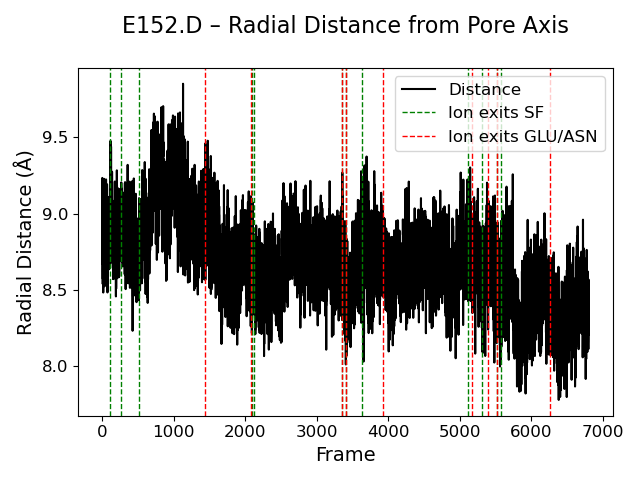 E152.D – Radial Distance from Pore Axis
Distance
Ion exits SF
Ion exits GLU/ASN
Radial Distance (Å)
9.5
9.0
8.5
8.0
0 1000 2000 3000 4000 5000 6000 7000
Frame